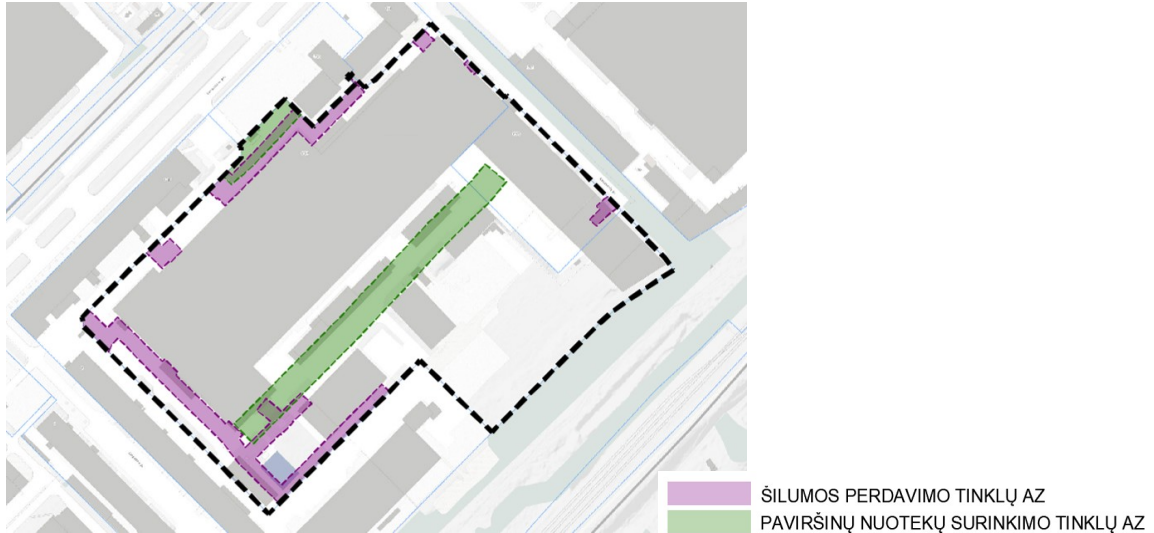 ŠILUMOS PERDAVIMO TINKLŲ AZ
PAVIRŠINŲ NUOTEKŲ SURINKIMO TINKLŲ AZ